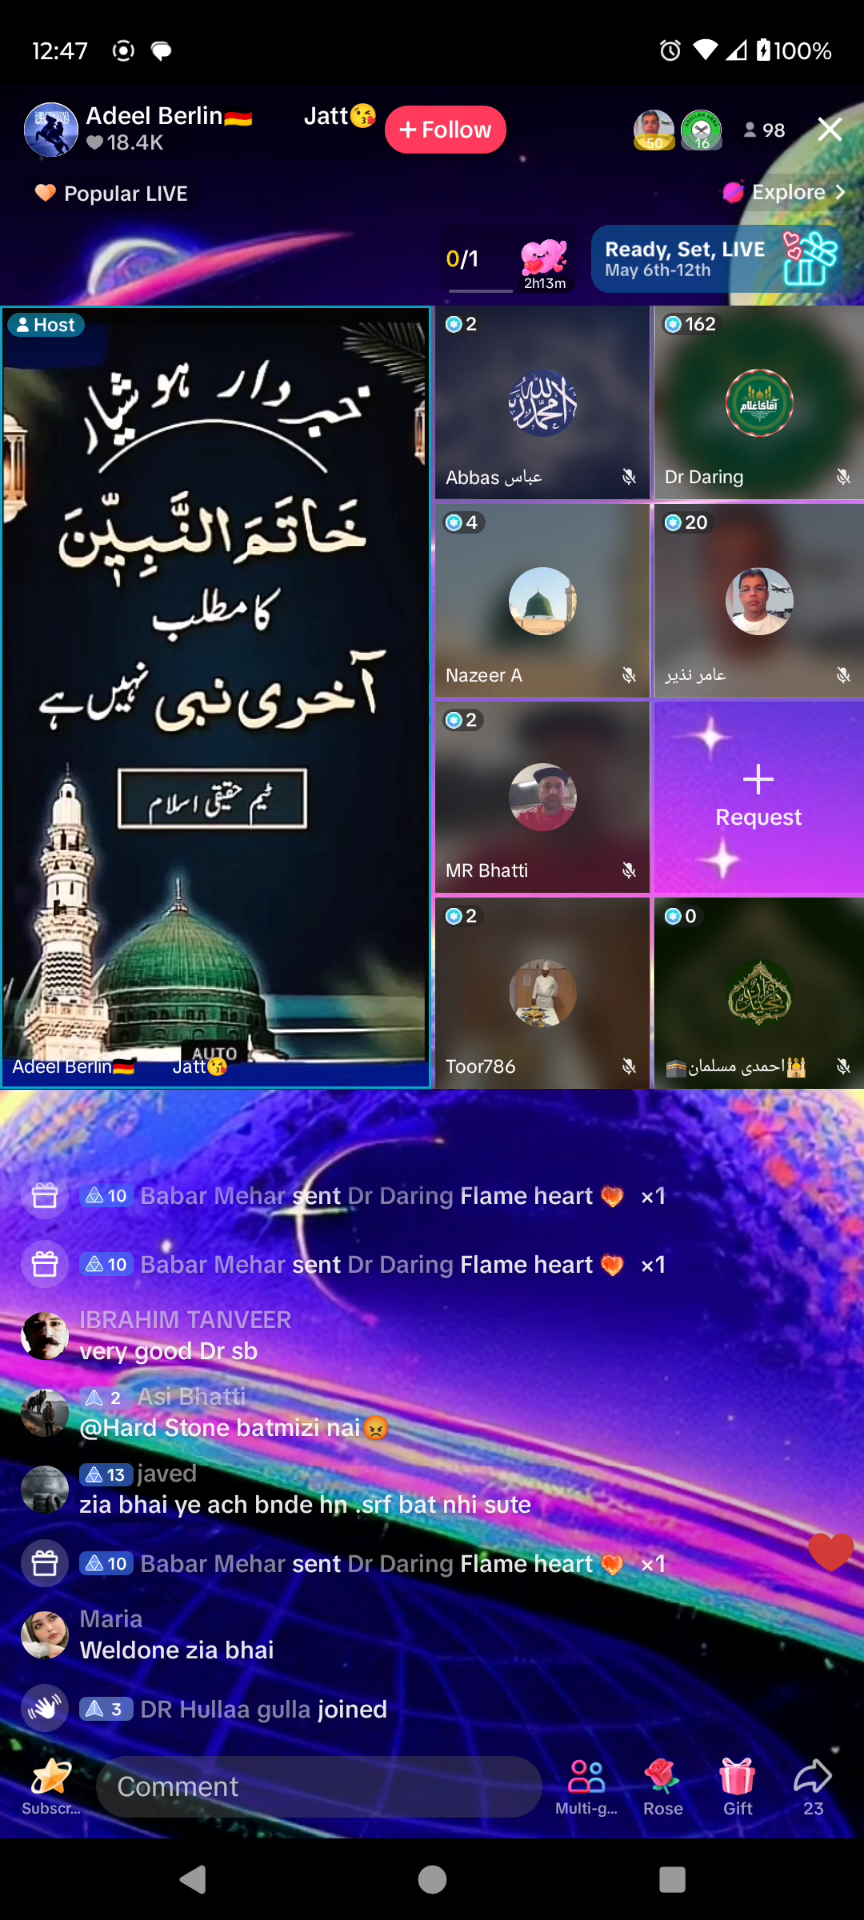 12:47
100%
Adeel Berlin🇩🇪 Jatt😘
18.4K
+ Follow
50
16
98
Popular LIVE
Explore
0/1
2h13m
Ready, Set, LIVE
May 6th-12th
Host
خبردار ہوشیار
خَاتَمَ النَّبِيِّنَ
کا مطلب
آخری نبی نہیں ہے
ٹیم حقیقی اسلام
AUTO
Adeel Berlin🇩🇪 Jatt😘
2
Abbas عباس
162
آقا کا غلام
Dr Daring
4
Nazeer A
20
عامر نذیر
2
MR Bhatti
+
Request
2
Toor786
0
🕋احمدی مسلمان🕌
10 Babar Mehar sent Dr Daring Flame heart ×1
10 Babar Mehar sent Dr Daring Flame heart ×1
IBRAHIM TANVEER
very good Dr sb
2 Asi Bhatti
@Hard Stone batmizi nai😡
13 javed
zia bhai ye ach bnde hn .srf bat nhi sute
10 Babar Mehar sent Dr Daring Flame heart ×1
Maria
Weldone zia bhai
3 DR Hullaa gulla joined
Subscr...
Comment
Multi-g...
Rose
Gift
23